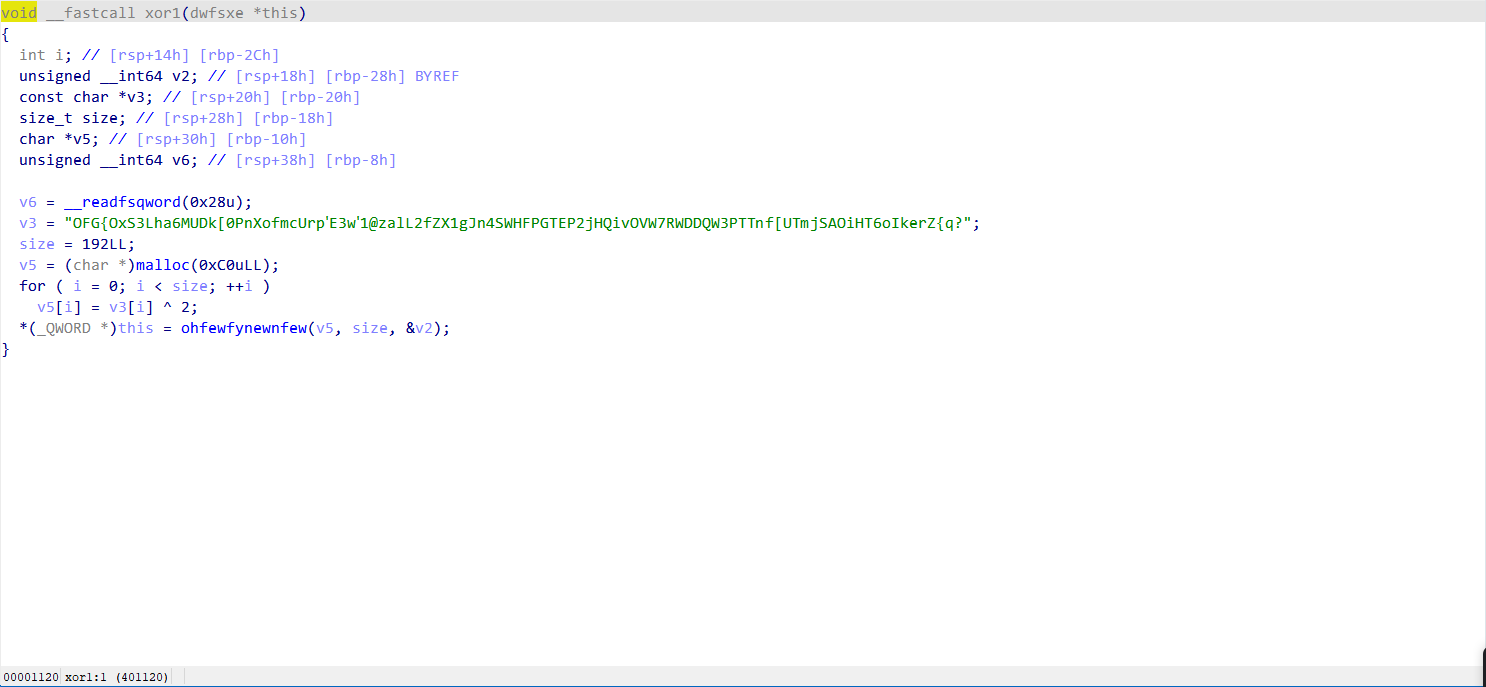 void __fastcall xor1(dwfsxe *this)
{
  int i; // [rsp+14h] [rbp-2Ch]
  unsigned __int64 v2; // [rsp+18h] [rbp-28h] BYREF
  const char *v3; // [rsp+20h] [rbp-20h]
  size_t size; // [rsp+28h] [rbp-18h]
  char *v5; // [rsp+30h] [rbp-10h]
  unsigned __int64 v6; // [rsp+38h] [rbp-8h]

  v6 = __readfsqword(0x28u);
  v3 = "OFG{OxS3Lha6MUDk[0PnXofmcUrp'E3w'1@zalL2fZX1gJn4SWHFPGTEP2jHQivOVW7RWDDQW3PTTnf[UTmjSAOiHT6oIkerZ{q?";
  size = 192LL;
  v5 = (char *)malloc(0xC0uLL);
  for ( i = 0; i < size; ++i )
    v5[i] = v3[i] ^ 2;
  *(_QWORD *)this = ohfewfynewnfew(v5, size, &v2);
}
00001120 xor1:1 (401120)